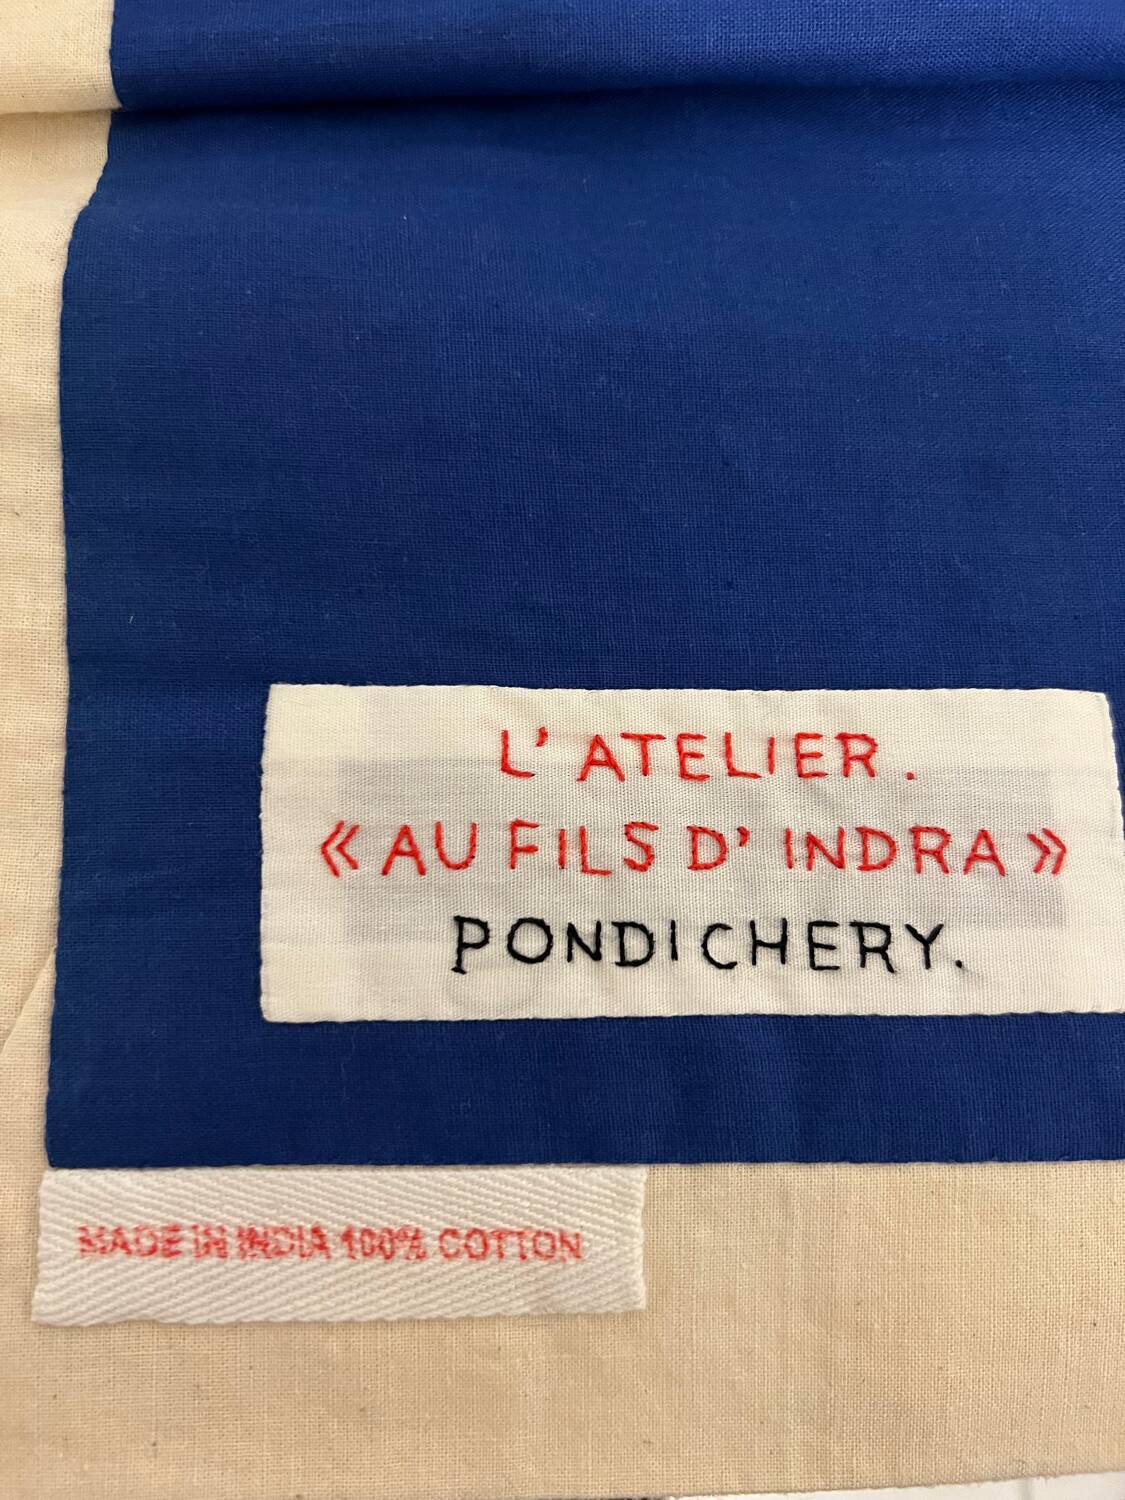 L' ATELIER.
« AU FILS D' INDRA »
PONDICHERY.
MADE IN INDIA 100% COTTON